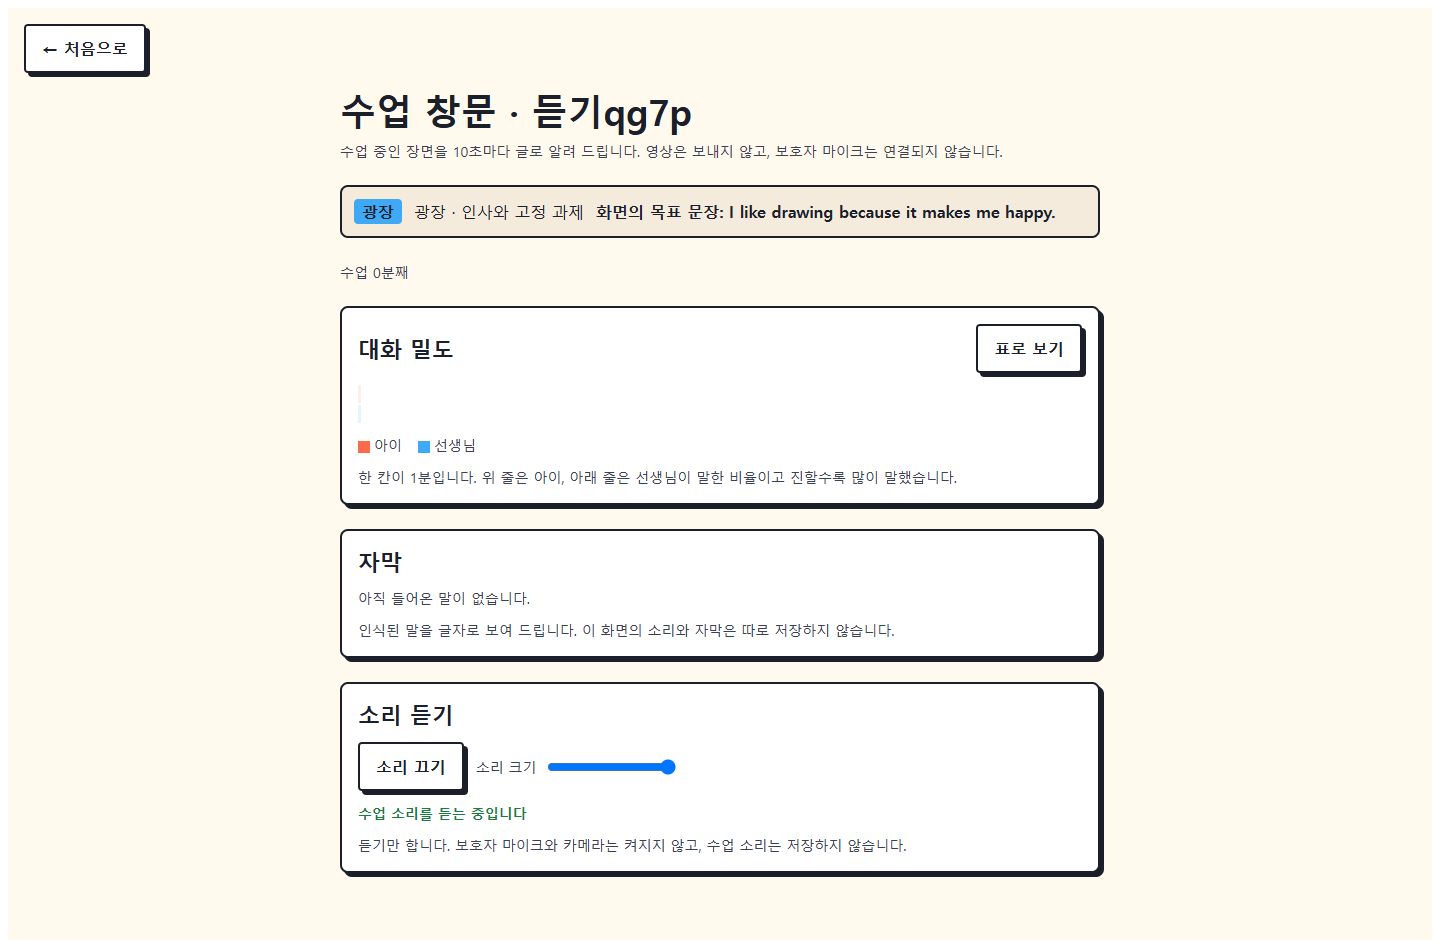 ← 처음으로
수업 창문 · 듣기qg7p
수업 중인 장면을 10초마다 글로 알려 드립니다. 영상은 보내지 않고, 보호자 마이크는 연결되지 않습니다.
광장 광장 · 인사와 고정 과제 화면의 목표 문장: I like drawing because it makes me happy.
수업 0분째
대화 밀도
표로 보기
아이 선생님
한 칸이 1분입니다. 위 줄은 아이, 아래 줄은 선생님이 말한 비율이고 진할수록 많이 말했습니다.
자막
아직 들어온 말이 없습니다.
인식된 말을 글자로 보여 드립니다. 이 화면의 소리와 자막은 따로 저장하지 않습니다.
소리 듣기
소리 끄기 소리 크기
수업 소리를 듣는 중입니다
듣기만 합니다. 보호자 마이크와 카메라는 켜지지 않고, 수업 소리는 저장하지 않습니다.